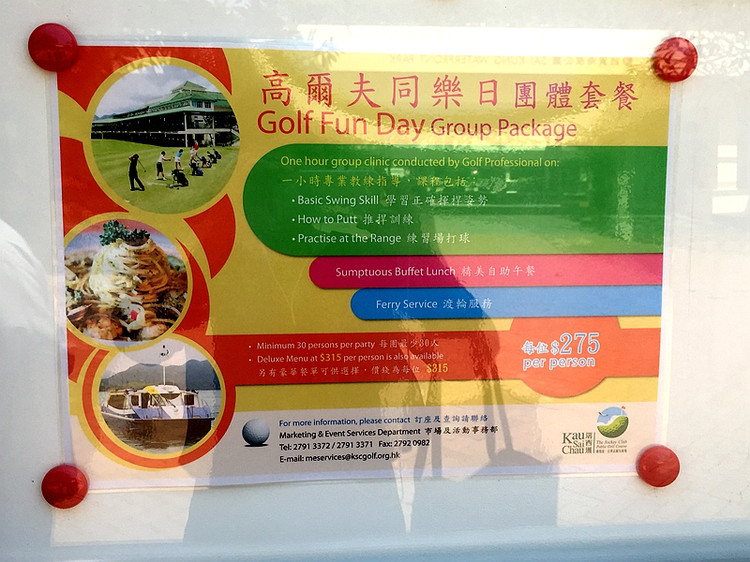 高爾夫同樂日團體套餐
Golf Fun Day Group Package
One hour group clinic conducted by Golf Professional on:
一小時專業教練指導，課程包括：
• Basic Swing Skill 學習正確揮桿姿勢
• How to Putt 推捍訓練
• Practise at the Range 練習場打球
Sumptuous Buffet Lunch 精美自助午餐
Ferry Service 渡輪服務
• Minimum 30 persons per party 每團最少30人
• Deluxe Menu at $315 per person is also available
另有豪華餐單可供選擇，價錢為每位 $315
每位$275
per person
For more information, please contact 訂座及查詢請聯絡
Marketing & Event Services Department 市場及活動事務部
Tel: 2791 3372 / 2791 3371 Fax: 2792 0982
E-mail: meservices@kscgolf.org.hk
Kau Sai Chau 滘西洲
The Jockey Club
Public Golf Course